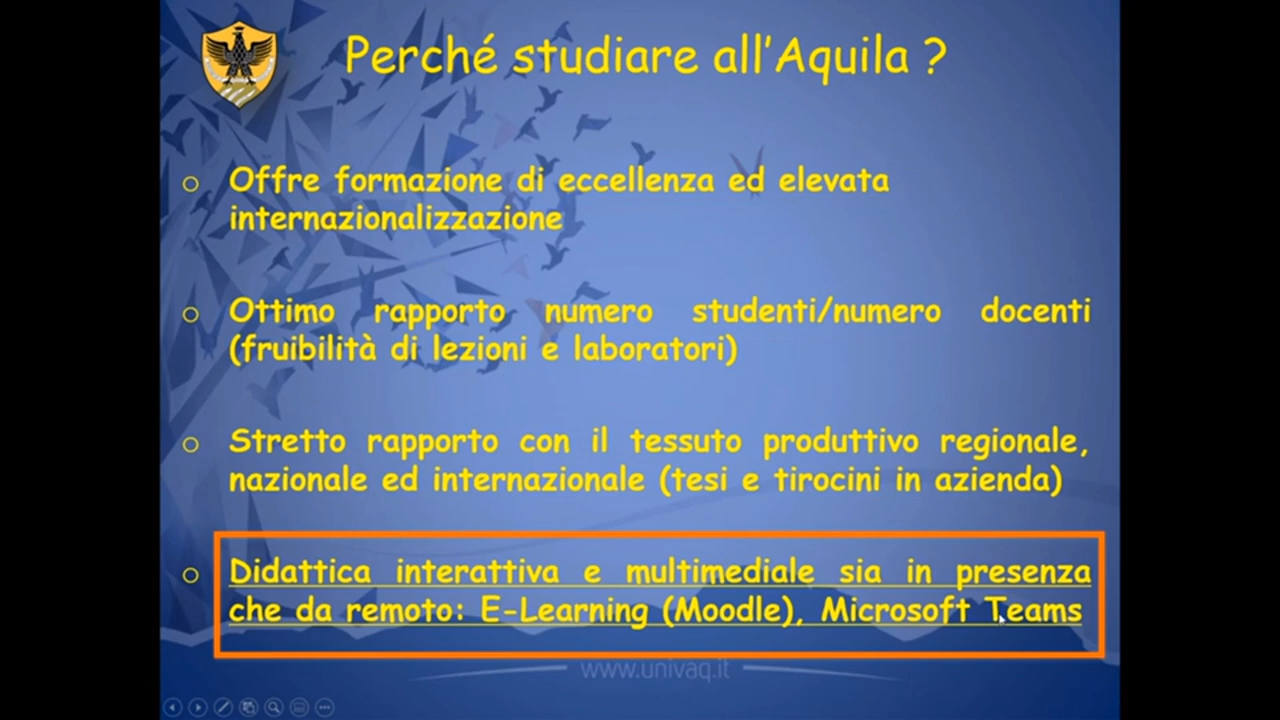 Perché studiare all'Aquila ?
o Offre formazione di eccellenza ed elevata
internazionalizzazione
o Ottimo rapporto numero studenti/numero docenti
(fruibilità di lezioni e laboratori)
o Stretto rapporto con il tessuto produttivo regionale,
nazionale ed internazionale (tesi e tirocini in azienda)
o Didattica interattiva e multimediale sia in presenza
che da remoto: E-Learning (Moodle), Microsoft Teams
www.univaq.it